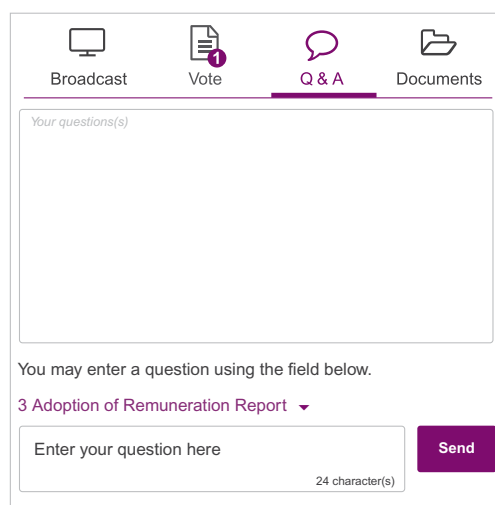 1
Broadcast Vote Q & A Documents
Your questions(s)
You may enter a question using the field below.
3 Adoption of Remuneration Report
Enter your question here
Send
24 character(s)